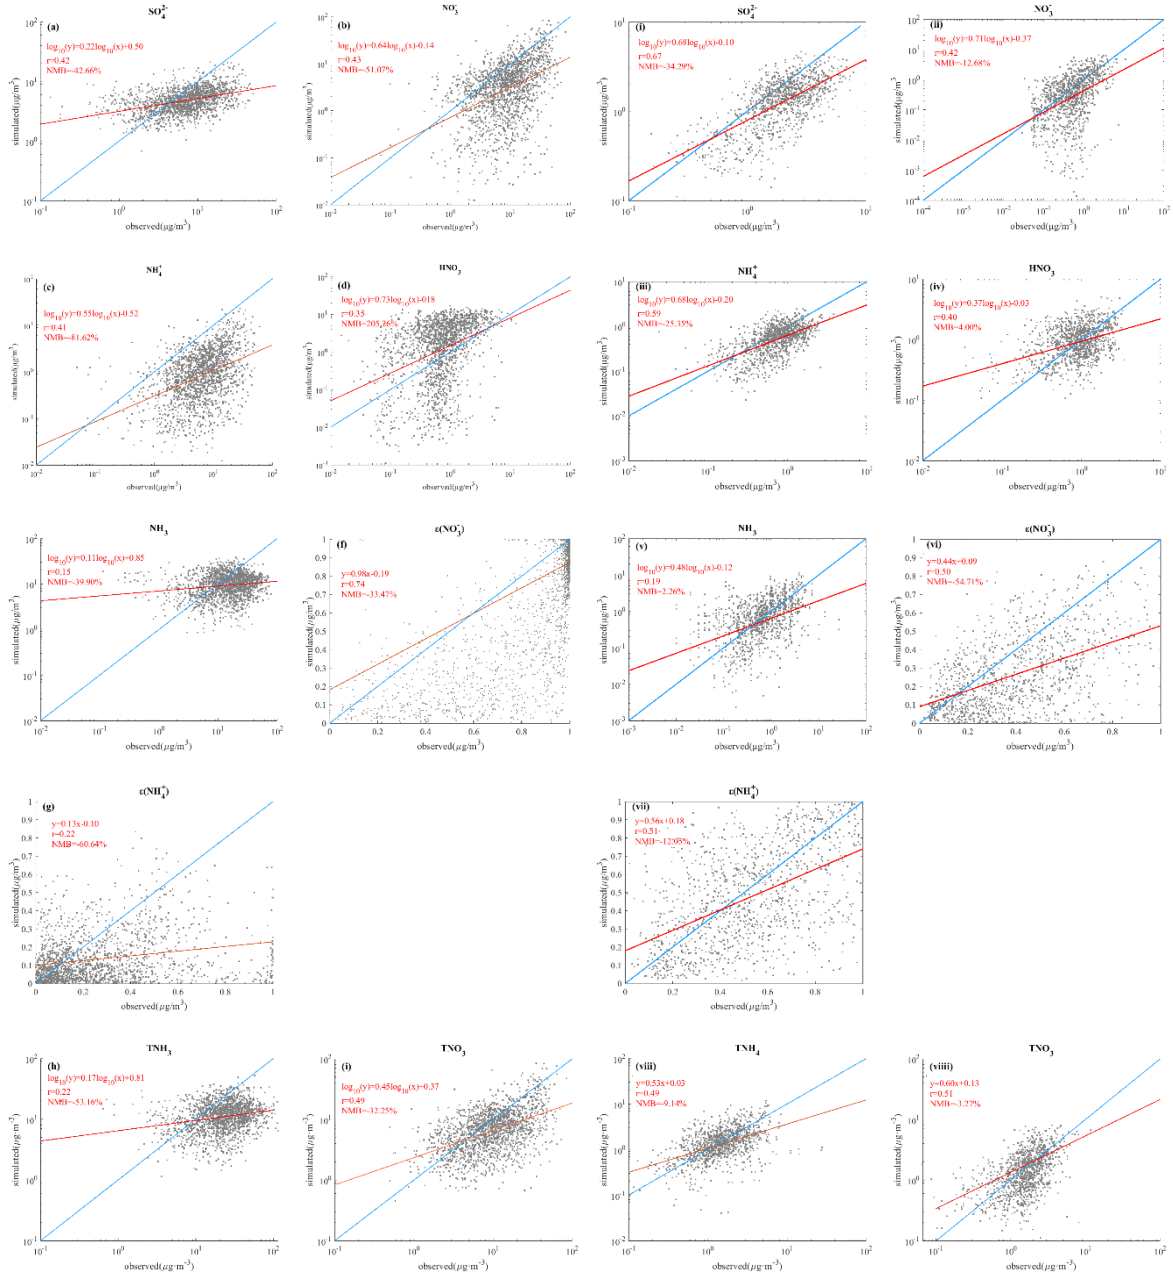 SO₄²⁻
(a)
log₁₀(y)=0.22log₁₀(x)+0.50
r=0.42
NMB=-42.66%
simulated(μg/m³)
observed(μg/m³)
NO₃⁻
(b)
log₁₀(y)=0.64log₁₀(x)-0.14
r=0.43
NMB=-51.07%
simulated(μg/m³)
observed(μg/m³)
SO₄²⁻
(i)
log₁₀(y)=0.68log₁₀(x)-0.10
r=0.67
NMB=-34.29%
simulated(μg/m³)
observed(μg/m³)
NO₃⁻
(ii)
log₁₀(y)=0.71log₁₀(x)-0.37
r=0.42
NMB=-12.68%
simulated(μg/m³)
observed(μg/m³)
NH₄⁺
(c)
log₁₀(y)=0.55log₁₀(x)-0.52
r=0.41
NMB=-81.62%
simulated(μg/m³)
observed(μg/m³)
HNO₃
(d)
log₁₀(y)=0.73log₁₀(x)-018
r=0.35
NMB=205.26%
simulated(μg/m³)
observed(μg/m³)
NH₄⁺
(iii)
log₁₀(y)=0.68log₁₀(x)-0.20
r=0.59
NMB=-25.35%
simulated(μg/m³)
observed(μg/m³)
HNO₃
(iv)
log₁₀(y)=0.37log₁₀(x)-0.03
r=0.40
NMB=4.00%
simulated(μg/m³)
observed(μg/m³)
NH₃
log₁₀(y)=0.11log₁₀(x)+0.85
r=0.15
NMB=-39.90%
simulated(μg/m³)
observed(μg/m³)
ε(NO₃⁻)
(f)
y=0.98x-0.19
r=0.74
NMB=-33.47%
simulated(μg/m³)
observed(μg/m³)
NH₃
(v)
log₁₀(y)=0.48log₁₀(x)-0.12
r=0.19
NMB=2.26%
simulated(μg/m³)
observed(μg/m³)
ε(NO₃⁻)
(vi)
y=0.44x+0.09
r=0.50
NMB=-54.71%
simulated(μg/m³)
observed(μg/m³)
ε(NH₄⁺)
(g)
y=0.13x-0.10
r=0.22
NMB=-60.64%
simulated(μg/m³)
observed(μg/m³)
ε(NH₄⁺)
(vii)
y=0.56x+0.18
r=0.51
NMB=-12.05%
simulated(μg/m³)
observed(μg/m³)
TNH₃
(h)
log₁₀(y)=0.17log₁₀(x)+0.81
r=0.22
NMB=-53.16%
simulated(μg/m³)
observed(μg·m⁻³)
TNO₃
(i)
log₁₀(y)=0.45log₁₀(x)+0.37
r=0.49
NMB=-32.25%
simulated(μg/m³)
observed(μg·m⁻³)
TNH₄
(viii)
y=0.53x+0.03
r=0.49
NMB=-9.14%
simulated(μg/m³)
observed(μg·m⁻³)
TNO₃
(viiii)
y=0.60x+0.13
r=0.51
NMB=-3.27%
simulated(μg/m³)
observed(μg·m⁻³)